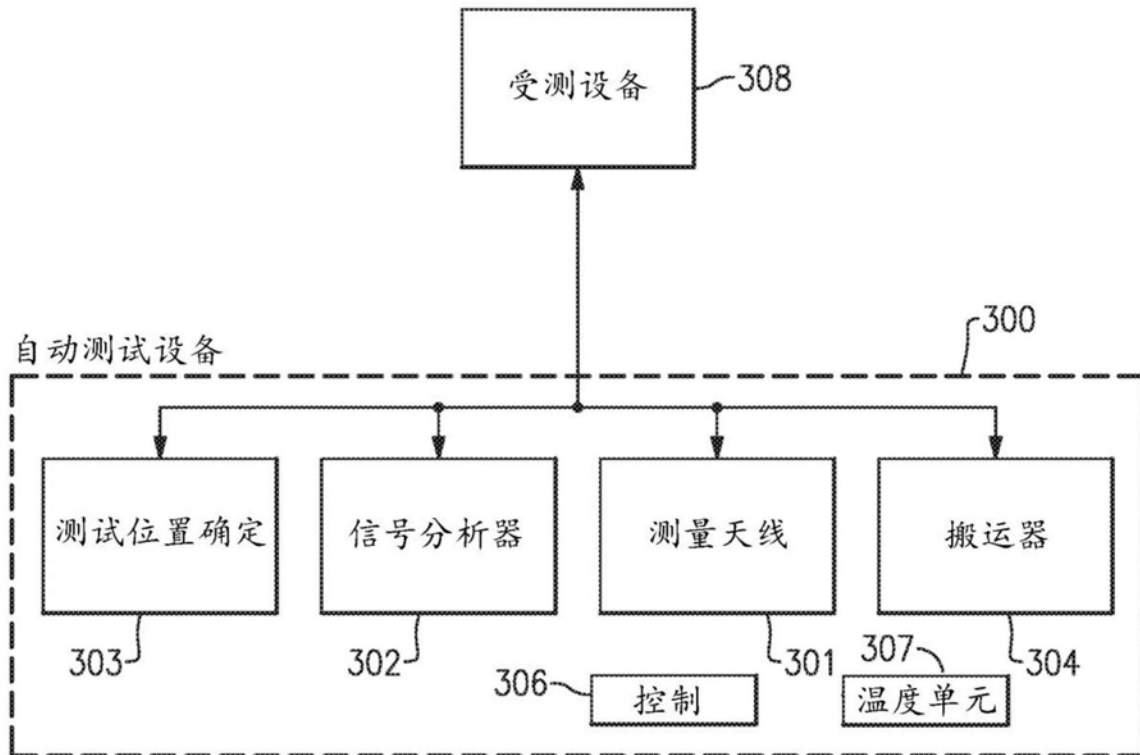 受测设备
308
300
自动测试设备
测试位置确定
信号分析器
测量天线
搬运器
303
302
301
304
306
控制
307
温度单元